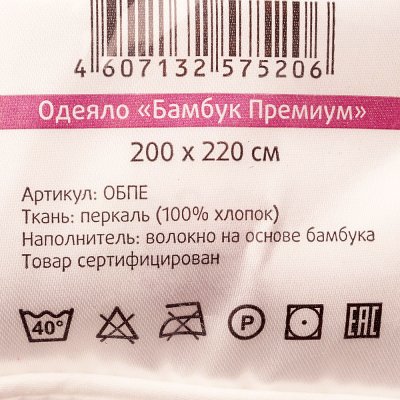 4 607132 575206
Одеяло «Бамбук Премиум»
200 х 220 см
Артикул: ОБПЕ
Ткань: перкаль (100% хлопок)
Наполнитель: волокно на основе бамбука
Товар сертифицирован
40° P EAC